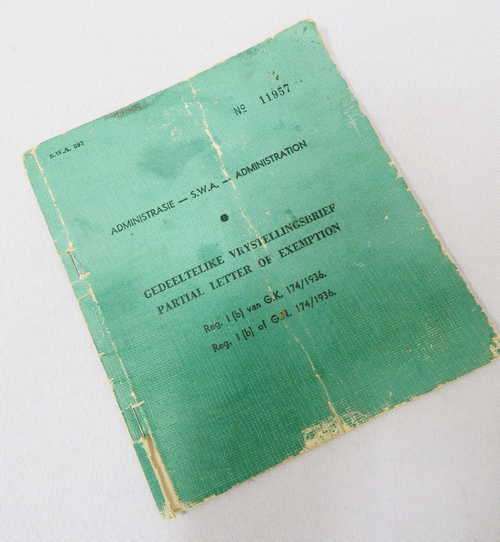 No 11957
S.W.A. 292
ADMINISTRASIE — S.W.A. — ADMINISTRATION
GEDEELTELIKE VRYSTELLINGSBRIEF
PARTIAL LETTER OF EXEMPTION
Reg. 1 [b] van G.K. 174/1936.
Reg. 1 [b] of G.N. 174/1936.